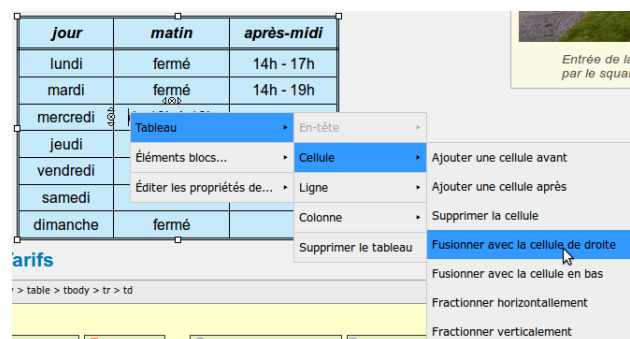 jour matin après-midi
lundi fermé 14h - 17h
mardi fermé 14h - 19h
mercredi
jeudi
vendredi
samedi
dimanche fermé
Entrée de la
par le squa
Tableau
Éléments blocs...
Éditer les propriétés de...
En-tête
Cellule
Ligne
Colonne
Supprimer le tableau
Ajouter une cellule avant
Ajouter une cellule après
Supprimer la cellule
Fusionner avec la cellule de droite
Fusionner avec la cellule en bas
Fractionner horizontallement
Fractionner verticalement
arifs
> table > tbody > tr > td